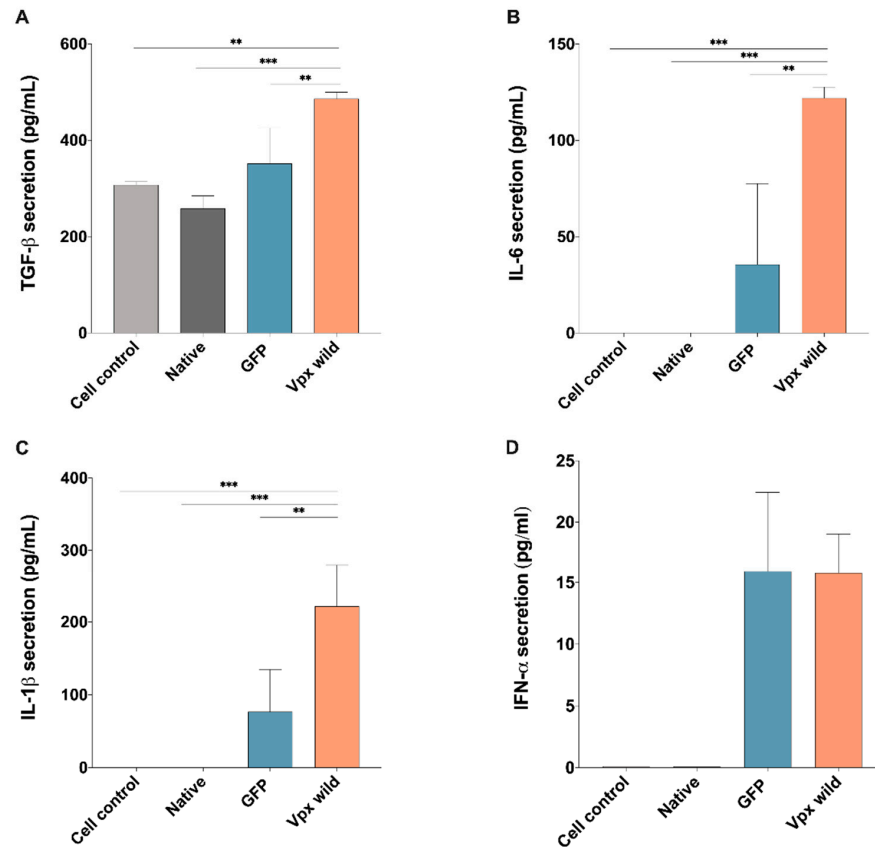 A
TGF-β secretion (pg/mL)
600
400
200
0
**
***
**
Cell control
Native
GFP
Vpx wild
B
IL-6 secretion (pg/mL)
150
100
50
0
***
***
**
Cell control
Native
GFP
Vpx wild
C
IL-1β secretion (pg/mL)
400
300
200
100
0
***
***
**
Cell control
Native
GFP
Vpx wild
D
IFN-α secretion (pg/ml)
25
20
15
10
5
0
Cell control
Native
GFP
Vpx wild